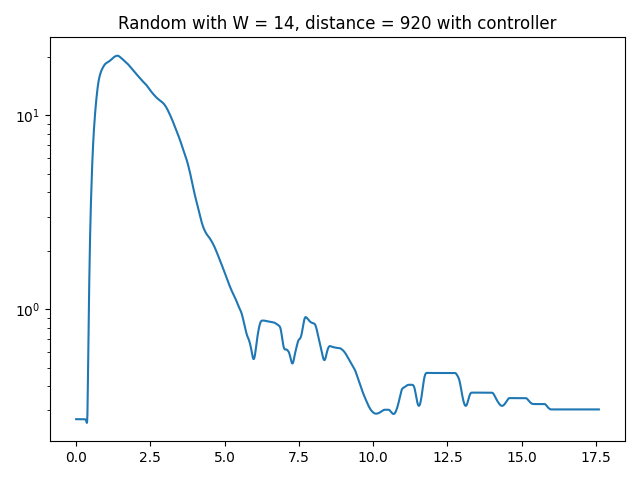 Random with W = 14, distance = 920 with controller
10¹
10⁰
0.0 2.5 5.0 7.5 10.0 12.5 15.0 17.5